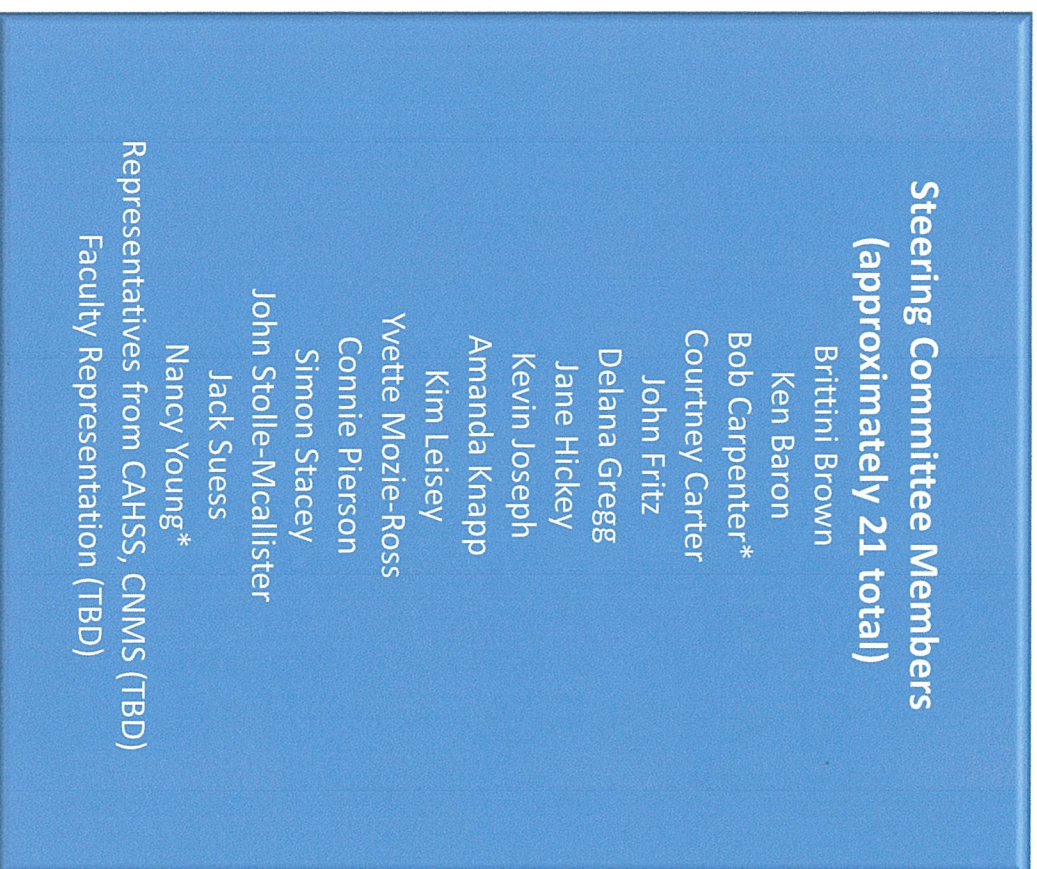 Steering Committee Members
(approximately 21 total)
Brittini Brown
Ken Baron
Bob Carpenter*
Courtney Carter
John Fritz
Delana Gregg
Jane Hickey
Kevin Joseph
Amanda Knapp
Kim Leisey
Yvette Mozie-Ross
Connie Pierson
Simon Stacey
John Stolle-Mcallister
Jack Suess
Nancy Young*
Representatives from CAHSS, CNMS (TBD)
Faculty Representation (TBD)